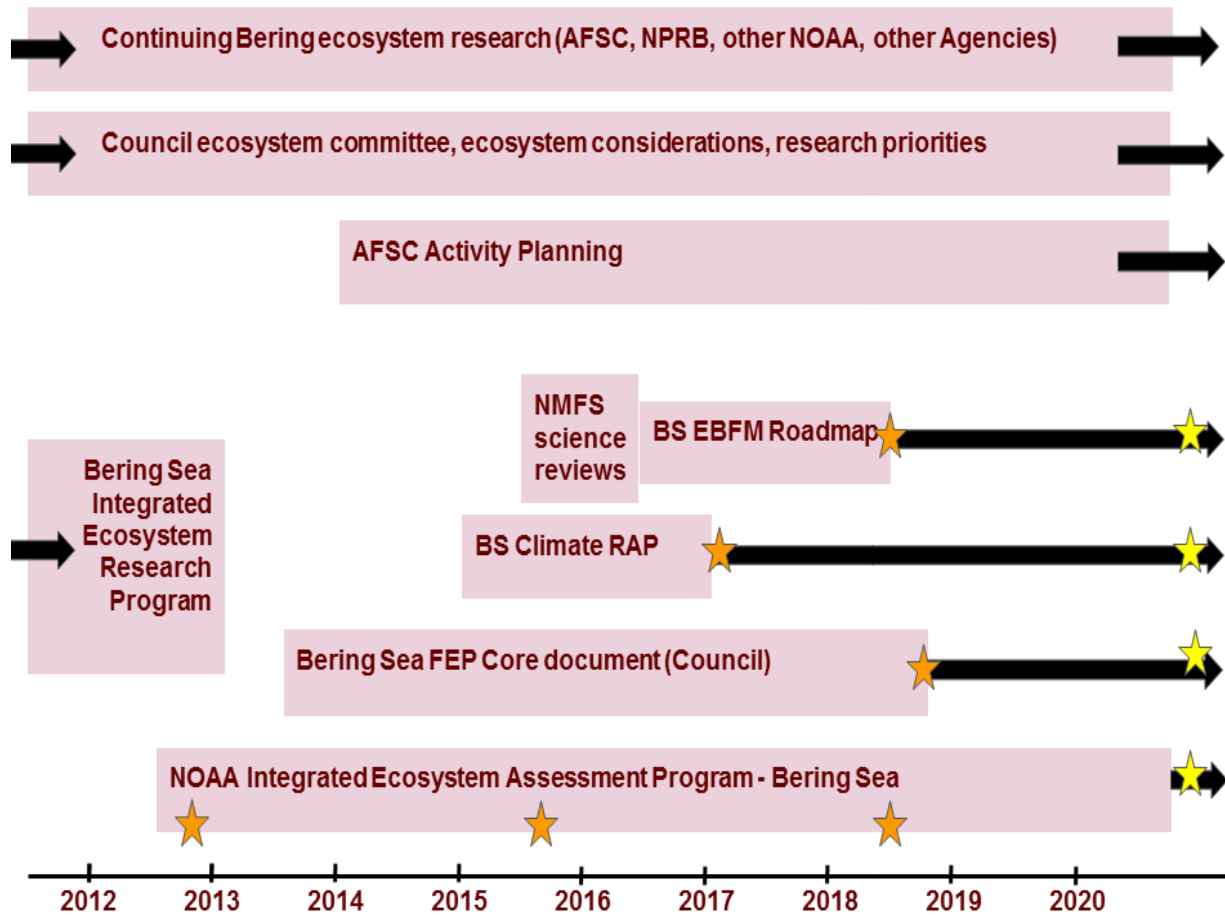 Continuing Bering ecosystem research (AFSC, NPRB, other NOAA, other Agencies)
Council ecosystem committee, ecosystem considerations, research priorities
AFSC Activity Planning
NMFS
science
reviews
BS EBFM Roadmap
Bering Sea
Integrated
Ecosystem
Research
Program
BS Climate RAP
Bering Sea FEP Core document (Council)
NOAA Integrated Ecosystem Assessment Program - Bering Sea
2012 2013 2014 2015 2016 2017 2018 2019 2020